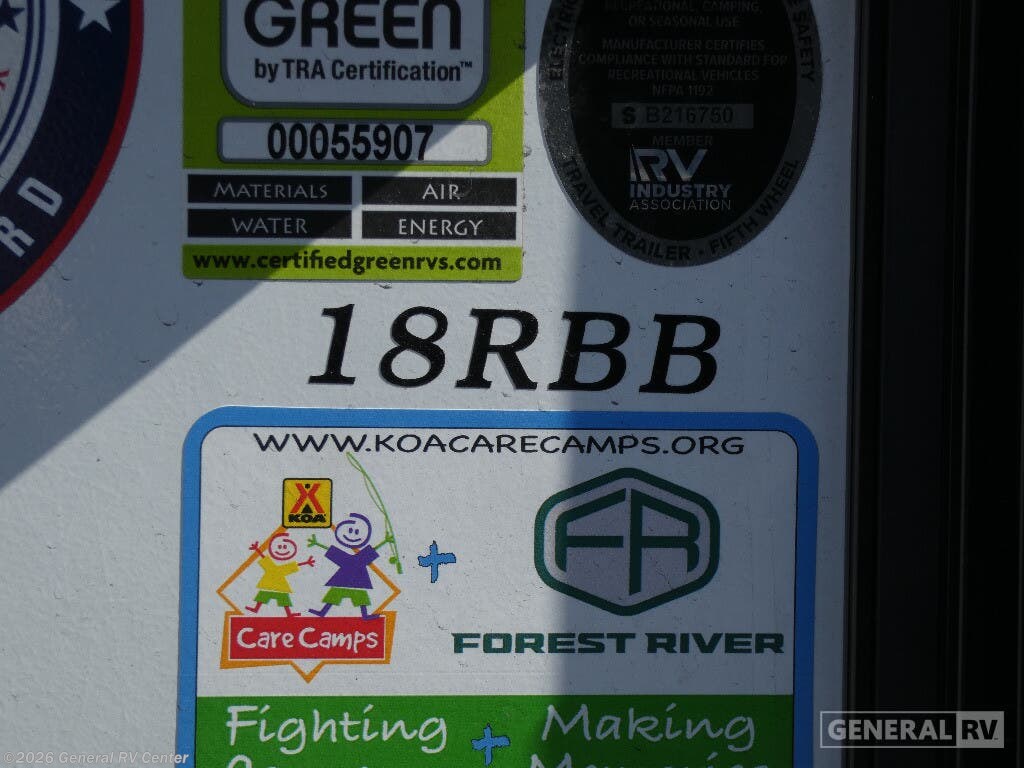 GREEN
by TRA Certification™
00055907
MATERIALS
AIR
WATER
ENERGY
www.certifiedgreenrvs.com
RECREATIONAL, CAMPING,
OR SEASONAL USE
MANUFACTURER CERTIFIES
COMPLIANCE WITH STANDARD FOR
RECREATIONAL VEHICLES
NFPA 1192
S B216750
MEMBER
RV
INDUSTRY
ASSOCIATION
SAFETY
TRAVEL TRAILER • FIFTH WHEEL
RD
18RBB
WWW.KOACARECAMPS.ORG
KOA
Care Camps
+
FR
FOREST RIVER
Fighting + Making
GENERAL RV
©2026 General RV Center